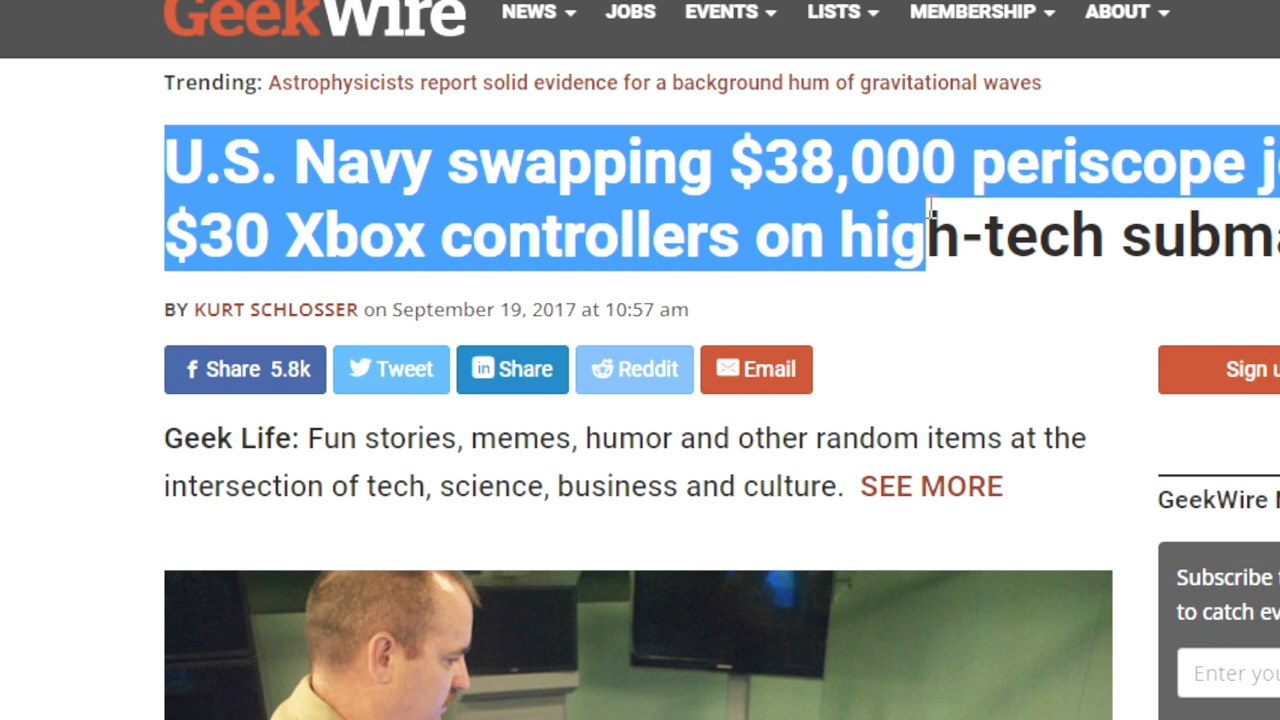 GeekWire NEWS JOBS EVENTS LISTS MEMBERSHIP ABOUT
Trending: Astrophysicists report solid evidence for a background hum of gravitational waves
U.S. Navy swapping $38,000 periscope
$30 Xbox controllers on high-tech
BY KURT SCHLOSSER on September 19, 2017 at 10:57 am
Share 5.8k Tweet Share Reddit Email
Sign
Geek Life: Fun stories, memes, humor and other random items at the
intersection of tech, science, business and culture. SEE MORE
GeekWire
Subscribe
to catch
Enter